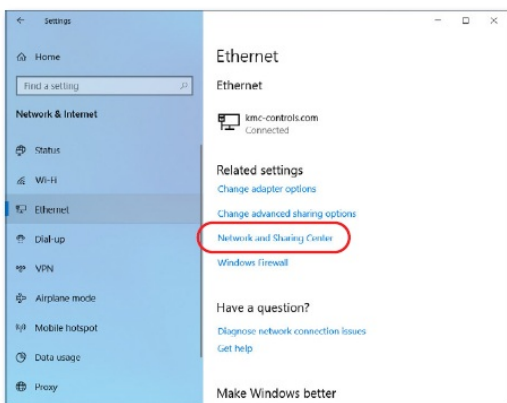 Settings
Home
Find a setting
Network & Internet
Status
Wi-Fi
Ethernet
Dial-up
VPN
Airplane mode
Mobile hotspot
Data usage
Proxy
Ethernet
Ethernet
kmc-controls.com
Connected
Related settings
Change adapter options
Change advanced sharing options
Network and Sharing Center
Windows Firewall
Have a question?
Diagnose network connection issues
Get help
Make Windows better